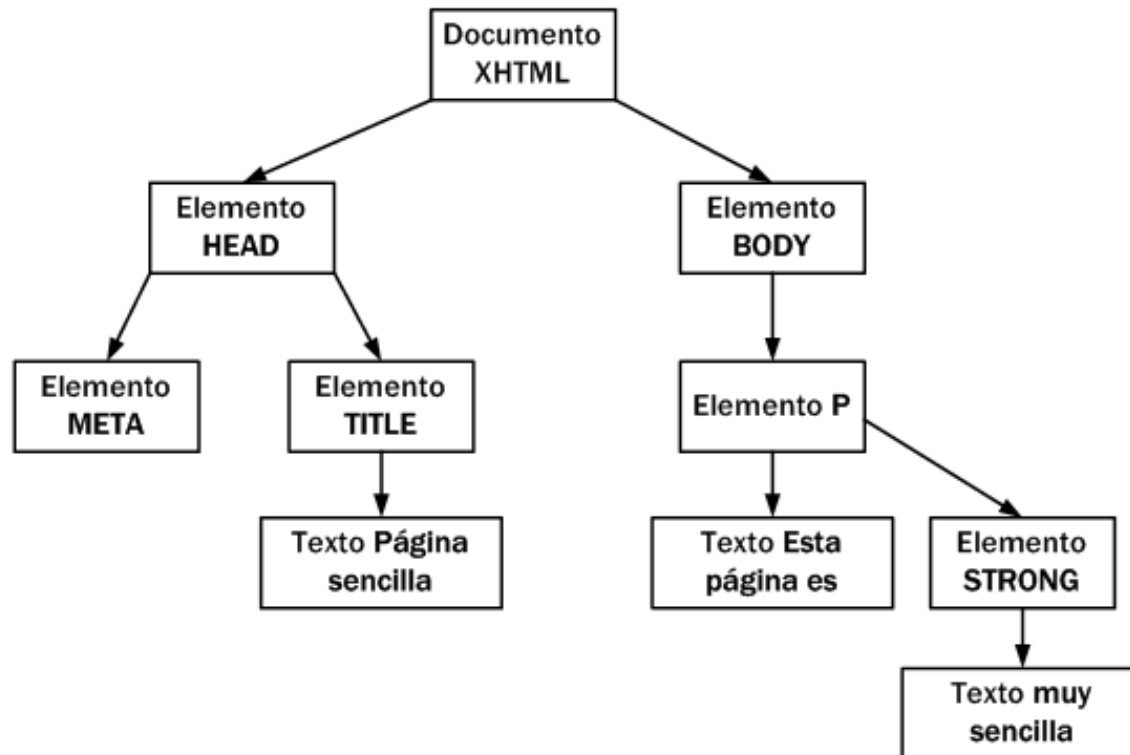 Documento
XHTML
Elemento
HEAD
Elemento
BODY
Elemento
META
Elemento
TITLE
Elemento P
Texto Página
sencilla
Texto Esta
página es
Elemento
STRONG
Texto muy
sencilla